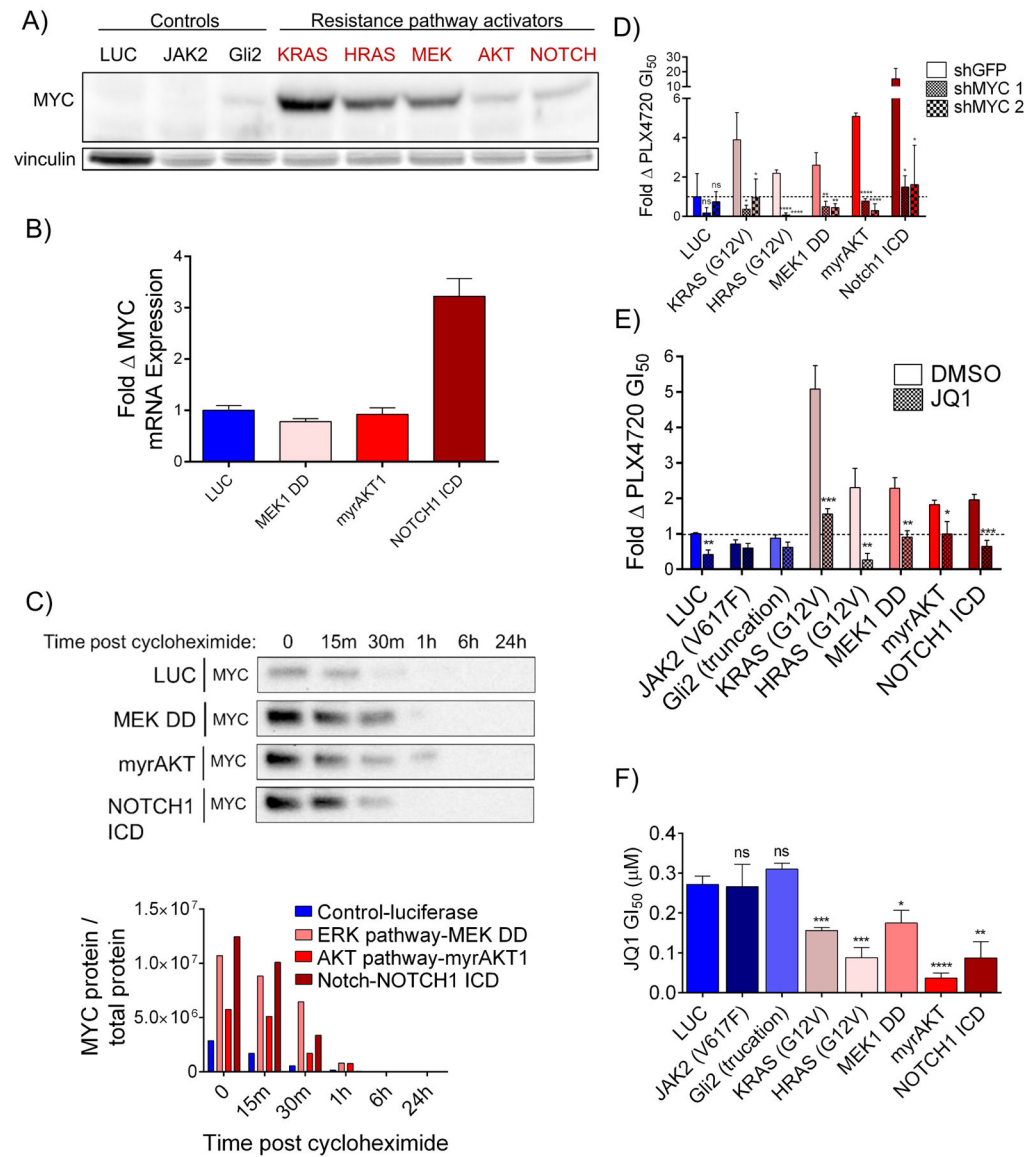 A)
Controls
Resistance pathway activators
LUC JAK2 Gli2 KRAS HRAS MEK AKT NOTCH
MYC
vinculin
B)
Fold Δ MYC
mRNA Expression
4
3
2
1
0
LUC
MEK1 DD
myrAKT1
NOTCH1 ICD
C)
Time post cycloheximide: 0 15m 30m 1h 6h 24h
LUC MYC
MEK DD MYC
myrAKT MYC
NOTCH1 ICD MYC
MYC protein /
total protein
1.5×10⁷
1.0×10⁷
5.0×10⁶
0.0
Control-luciferase
ERK pathway-MEK DD
AKT pathway-myrAKT1
Notch-NOTCH1 ICD
0 15m 30m 1h 6h 24h
Time post cycloheximide
D)
Fold Δ PLX4720 GI₅₀
30
20
10
6
4
2
0
shGFP
shMYC 1
shMYC 2
ns ns * * **** **** ** ** **** **** * *
LUC
KRAS (G12V)
HRAS (G12V)
MEK1 DD
myrAKT
Notch1 ICD
E)
Fold Δ PLX4720 GI₅₀
6
5
4
3
2
1
0
DMSO
JQ1
** *** ** ** * ***
LUC
JAK2 (V617F)
Gli2 (truncation)
KRAS (G12V)
HRAS (G12V)
MEK1 DD
myrAKT
NOTCH1 ICD
F)
JQ1 GI₅₀ (μM)
0.4
0.3
0.2
0.1
0.0
ns ns *** *** * **** **
LUC
JAK2 (V617F)
Gli2 (trucation)
KRAS (G12V)
HRAS (G12V)
MEK1 DD
myrAKT
NOTCH1 ICD